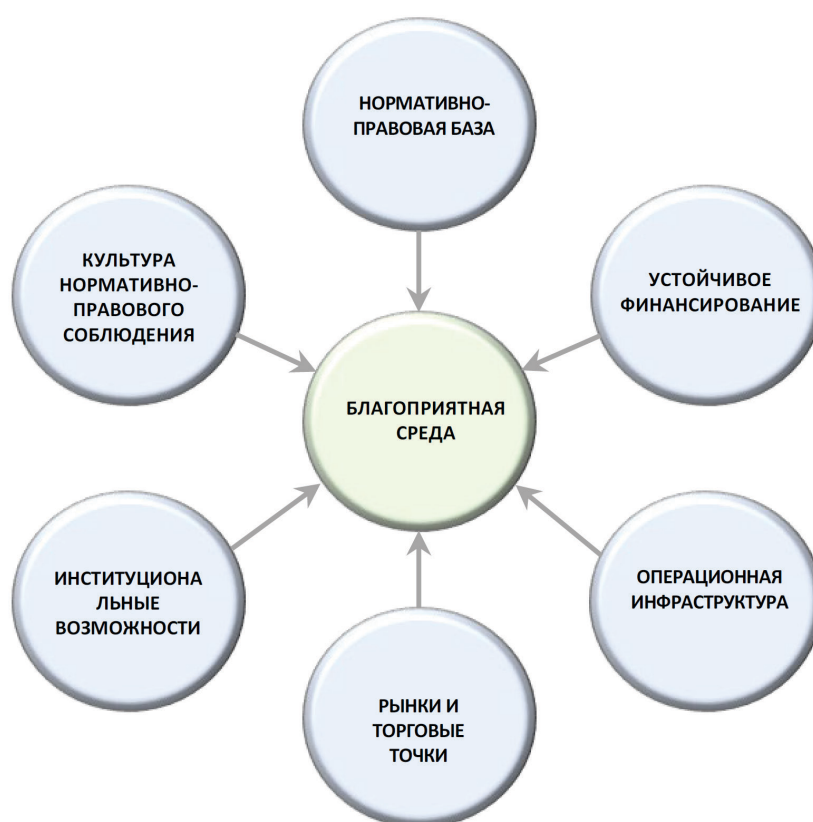 НОРМАТИВНО-
ПРАВОВАЯ БАЗА
КУЛЬТУРА
НОРМАТИВНО-
ПРАВОВОГО
СОБЛЮДЕНИЯ
УСТОЙЧИВОЕ
ФИНАНСИРОВАНИЕ
БЛАГОПРИЯТНАЯ
СРЕДА
ИНСТИТУЦИОНА
ЛЬНЫЕ
ВОЗМОЖНОСТИ
ОПЕРАЦИОННАЯ
ИНФРАСТРУКТУРА
РЫНКИ И
ТОРГОВЫЕ
ТОЧКИ